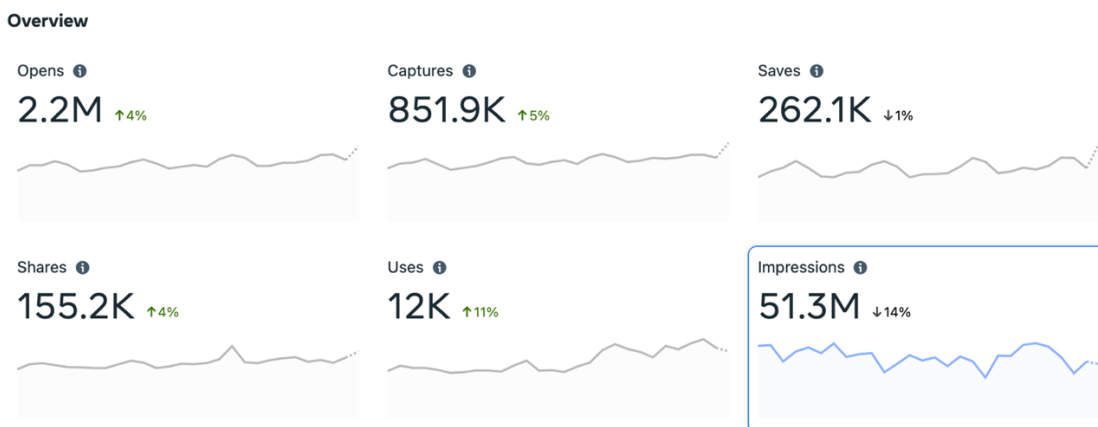 Overview
Opens
2.2M ↑4%
Captures
851.9K ↑5%
Saves
262.1K ↓1%
Shares
155.2K ↑4%
Uses
12K ↑11%
Impressions
51.3M ↓14%